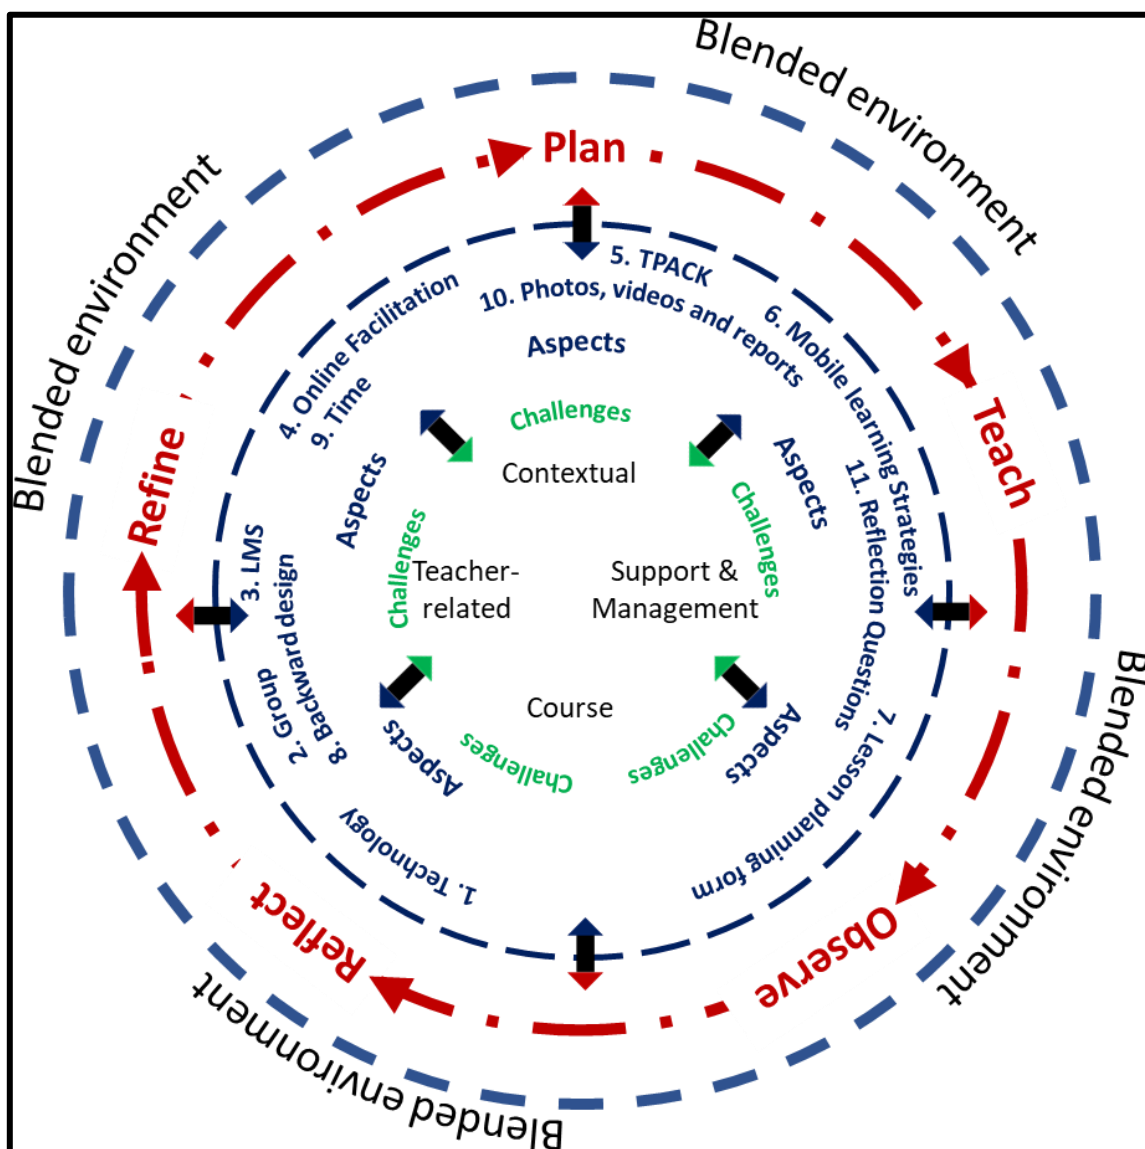 Blended environment
Blended environment
Blended environment
Blended environment
Plan
Teach
Observe
Reflect
Refine
1. Technology
2. Group
8. Backward design
3. LMS
4. Online Facilitation
9. Time
5. TPACK
10. Photos, videos and reports
6. Mobile learning Strategies
11. Reflection Questions
7. Lesson planning form
Aspects
Aspects
Aspects
Aspects
Aspects
Challenges
Challenges
Challenges
Challenges
Challenges
Contextual
Teacher-
related
Support &
Management
Course